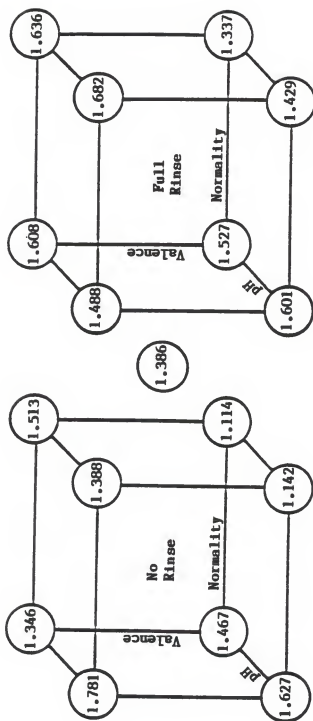 1.346
1.513
1.781
1.388
Valence
No
Rinse
Normality
1.467
1.114
pH
1.627
1.142
1.386
1.608
1.636
1.488
1.682
Valence
Full
Rinse
Normality
1.527
1.337
pH
1.601
1.429